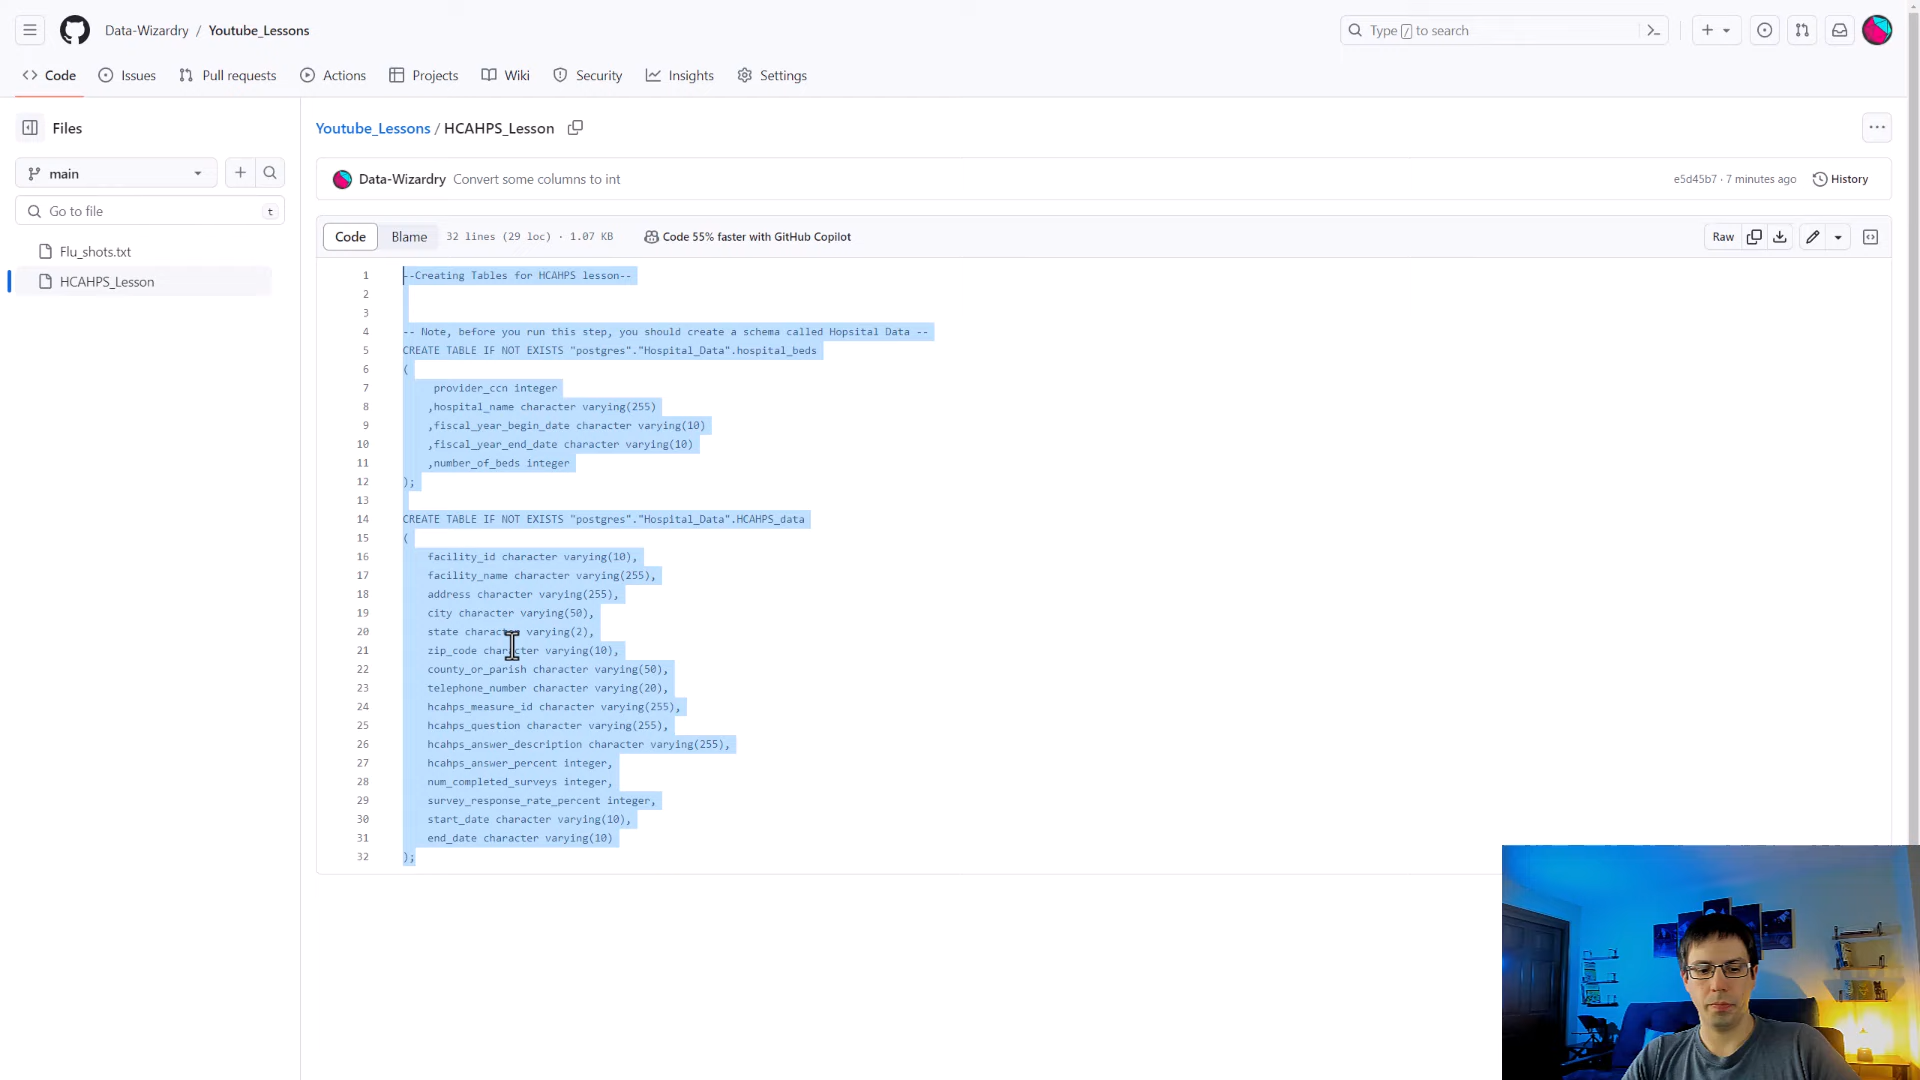 Data-Wizardry / Youtube_Lessons
Type / to search
Code
Issues
Pull requests
Actions
Projects
Wiki
Security
Insights
Settings
Files
main
Go to file
t
Flu_shots.txt
HCAHPS_Lesson
Youtube_Lessons / HCAHPS_Lesson
Data-Wizardry Convert some columns to int
e5d45b7 · 7 minutes ago
History
Code
Blame
32 lines (29 loc) · 1.07 KB
Code 55% faster with GitHub Copilot
Raw
1 --Creating Tables for HCAHPS lesson--
2
3
4 -- Note, before you run this step, you should create a schema called Hopsital Data --
5 CREATE TABLE IF NOT EXISTS "postgres"."Hospital_Data".hospital_beds
6 (
7 provider_ccn integer
8 ,hospital_name character varying(255)
9 ,fiscal_year_begin_date character varying(10)
10 ,fiscal_year_end_date character varying(10)
11 ,number_of_beds integer
12 );
13
14 CREATE TABLE IF NOT EXISTS "postgres"."Hospital_Data".HCAHPS_data
15 (
16 facility_id character varying(10),
17 facility_name character varying(255),
18 address character varying(255),
19 city character varying(50),
20 state character varying(2),
21 zip_code character varying(10),
22 county_or_parish character varying(50),
23 telephone_number character varying(20),
24 hcahps_measure_id character varying(255),
25 hcahps_question character varying(255),
26 hcahps_answer_description character varying(255),
27 hcahps_answer_percent integer,
28 num_completed_surveys integer,
29 survey_response_rate_percent integer,
30 start_date character varying(10),
31 end_date character varying(10)
32 );